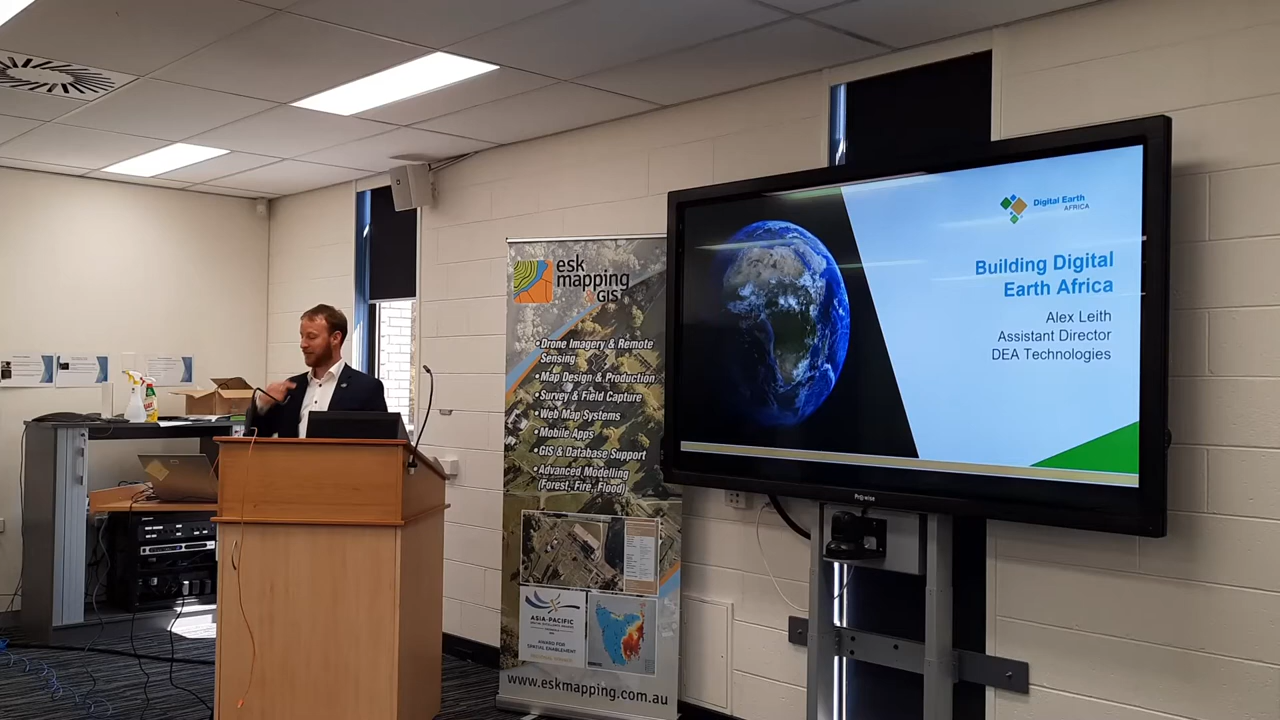 esk
mapping
& GIS
• Drone Imagery & Remote
Sensing
• Map Design & Production
• Survey & Field Capture
• Web Map Systems
• Mobile Apps
• GIS & Database Support
• Advanced Modelling
(Forest, Fire, Flood)
ASIA-PACIFIC
AWARD FOR
SPATIAL ENABLEMENT
www.eskmapping.com.au
Digital Earth
AFRICA
Building Digital
Earth Africa
Alex Leith
Assistant Director
DEA Technologies
Prowise